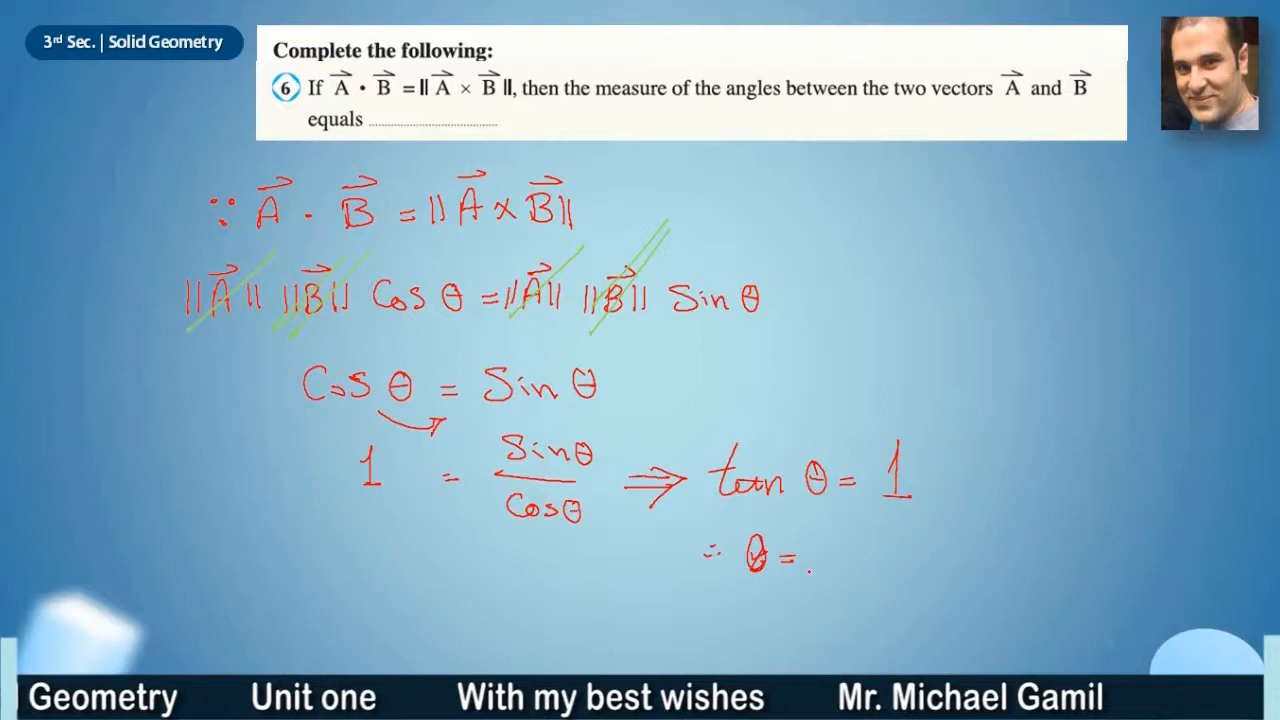 3rd Sec. | Solid Geometry
Complete the following:
6 If A⃗ • B⃗ = ‖ A⃗ × B⃗ ‖, then the measure of the angles between the two vectors A⃗ and B⃗
equals ................................
∵ A⃗ . B⃗ = ‖A⃗ × B⃗‖
‖A⃗‖ ‖B⃗‖ Cos θ = ‖A⃗‖ ‖B⃗‖ Sin θ
Cos θ = Sin θ
1 = Sinθ / Cosθ ⇒ tan θ = 1
∴ θ =
Geometry Unit one With my best wishes Mr. Michael Gamil